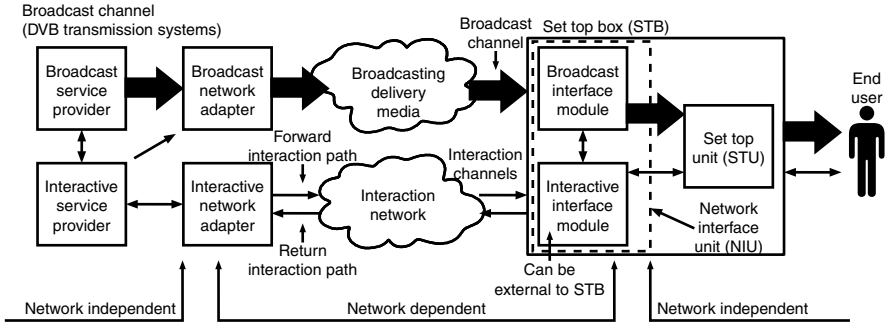 Broadcast channel
(DVB transmission systems)
Broadcast
service
provider
Broadcast
network
adapter
Broadcasting
delivery
media
Broadcast
channel
Set top box (STB)
Broadcast
interface
module
Set top
unit (STU)
End
user
Forward
interaction path
Interaction
channels
Interactive
service
provider
Interactive
network
adapter
Interaction
network
Interactive
interface
module
Network
interface
unit (NIU)
Return
interaction path
Can be
external to STB
Network independent
Network dependent
Network independent